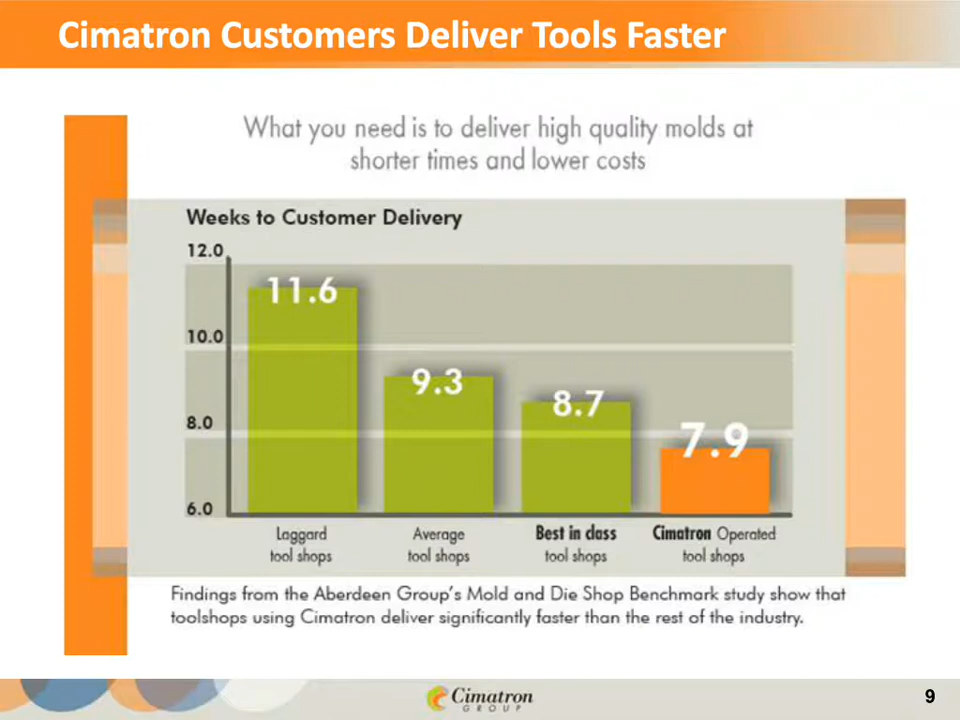 Cimatron Customers Deliver Tools Faster
What you need is to deliver high quality molds at
shorter times and lower costs
Weeks to Customer Delivery
12.0
10.0
8.0
6.0
11.6
9.3
8.7
7.9
Laggard
tool shops
Average
tool shops
Best in class
tool shops
Cimatron Operated
tool shops
Findings from the Aberdeen Group's Mold and Die Shop Benchmark study show that
toolshops using Cimatron deliver significantly faster than the rest of the industry.
Cimatron
GROUP
9